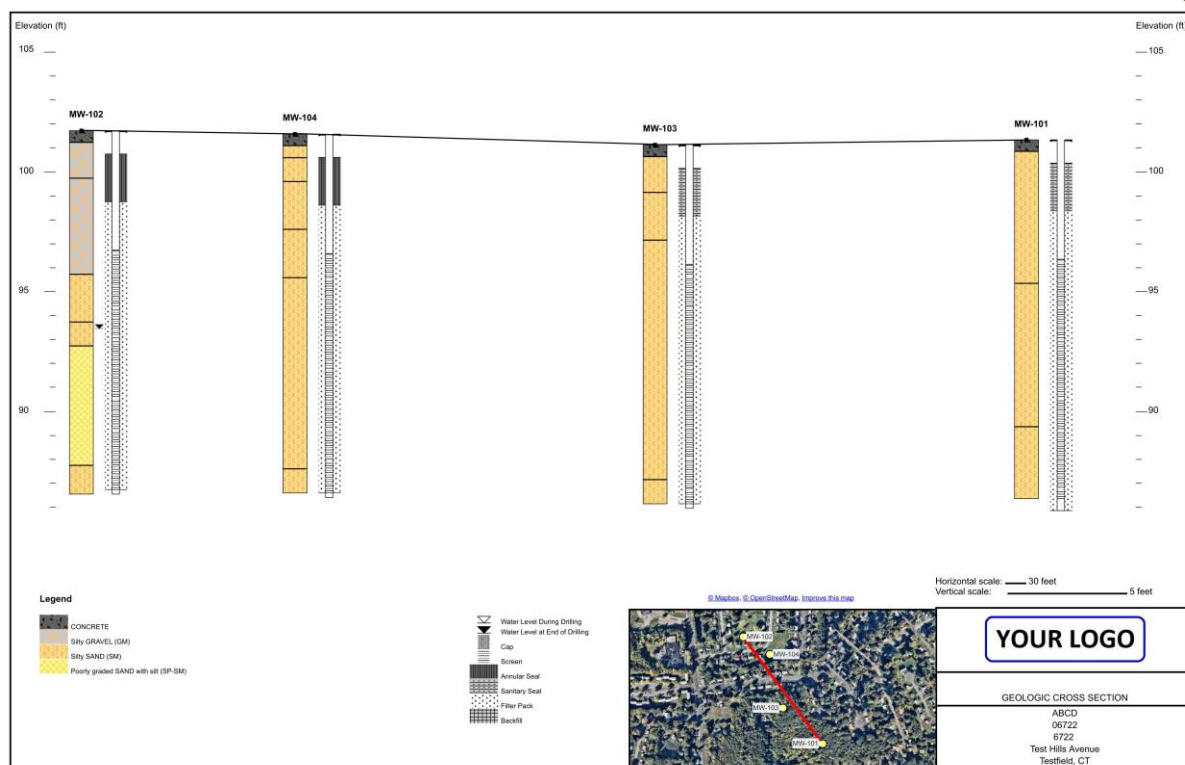 Elevation (ft)
Elevation (ft)
105
105
MW-102
MW-104
MW-103
MW-101
100
100
95
95
90
90
Legend
CONCRETE
Silty GRAVEL (GM)
Silty SAND (SM)
Poorly graded SAND with silt (SP-SM)
Water Level During Drilling
Water Level at End of Drilling
Cap
Screen
Annular Seal
Sanitary Seal
Filter Pack
Backfill
© Mapbox, © OpenStreetMap, Improve this map
MW-102
MW-104
MW-103
MW-101
Horizontal scale: 30 feet
Vertical scale: 5 feet
YOUR LOGO
GEOLOGIC CROSS SECTION
ABCD
06722
6722
Test Hills Avenue
Testfield, CT